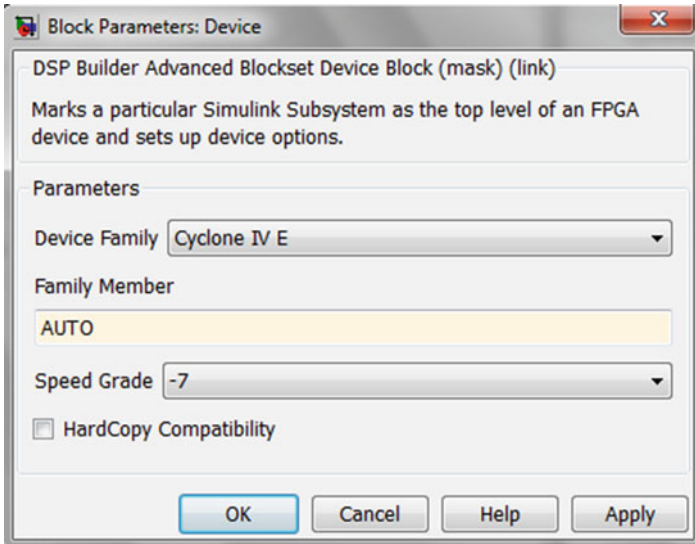 Block Parameters: Device
DSP Builder Advanced Blockset Device Block (mask) (link)
Marks a particular Simulink Subsystem as the top level of an FPGA
device and sets up device options.
Parameters
Device Family Cyclone IV E
Family Member
AUTO
Speed Grade -7
HardCopy Compatibility
OK Cancel Help Apply